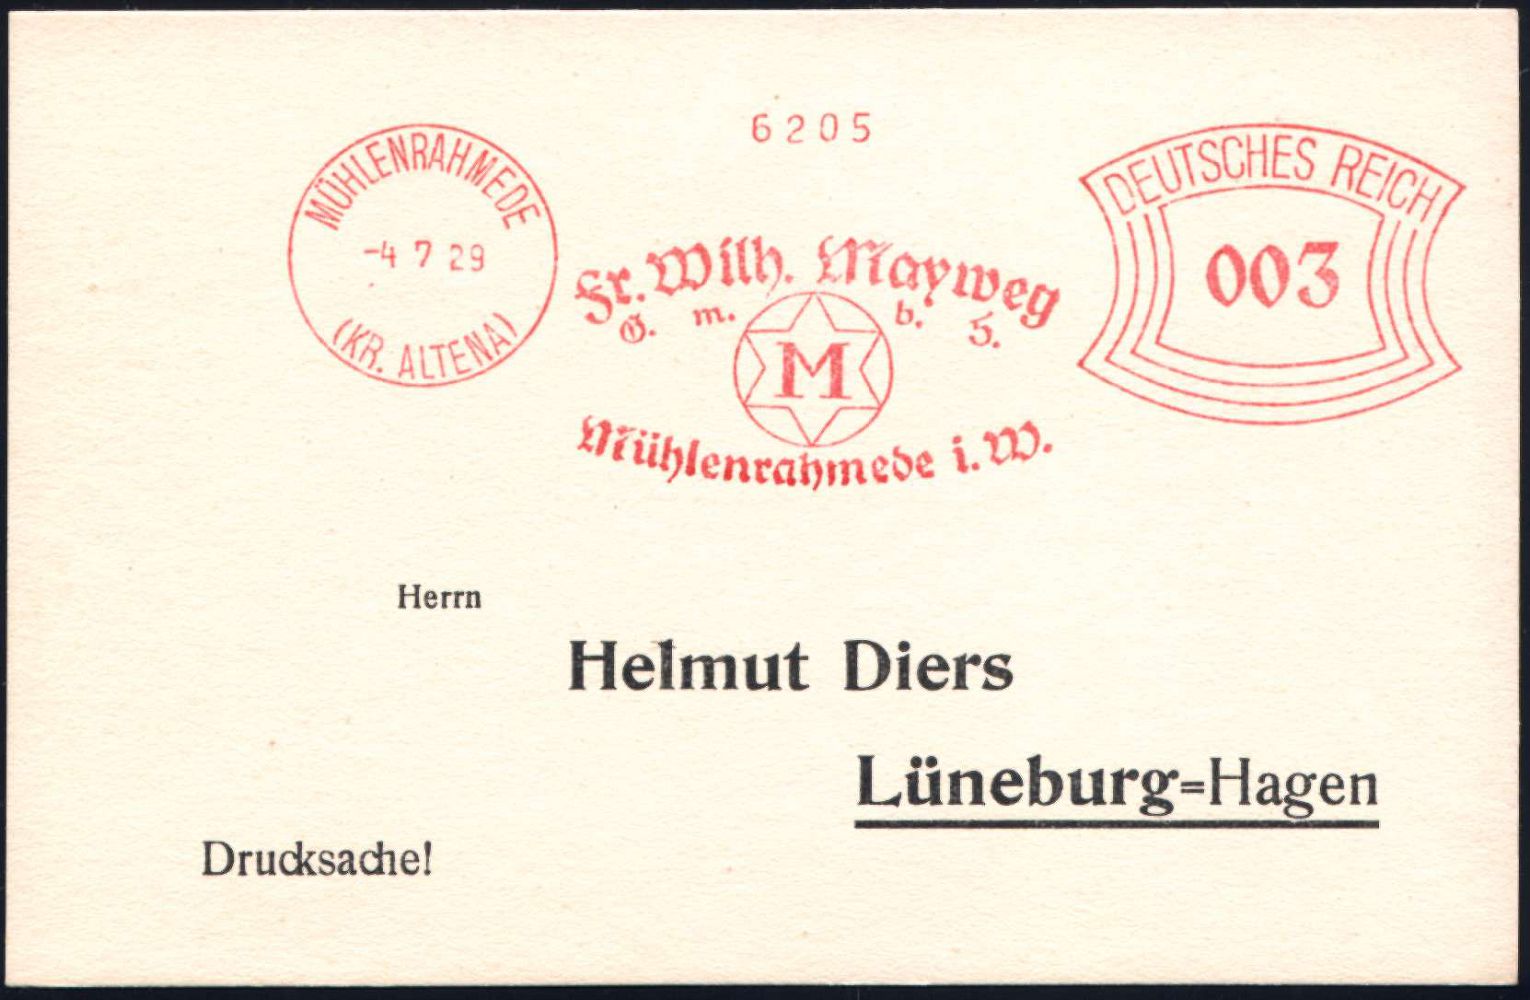 6205
MÜHLENRAHMEDE
-4 7 29
(KR. ALTENA)
Fr. Wilh. Mayweg
G. m. b. H.
M
Mühlenrahmede i. W.
DEUTSCHES REICH
003
Herrn
Helmut Diers
Lüneburg=Hagen
Drucksache!